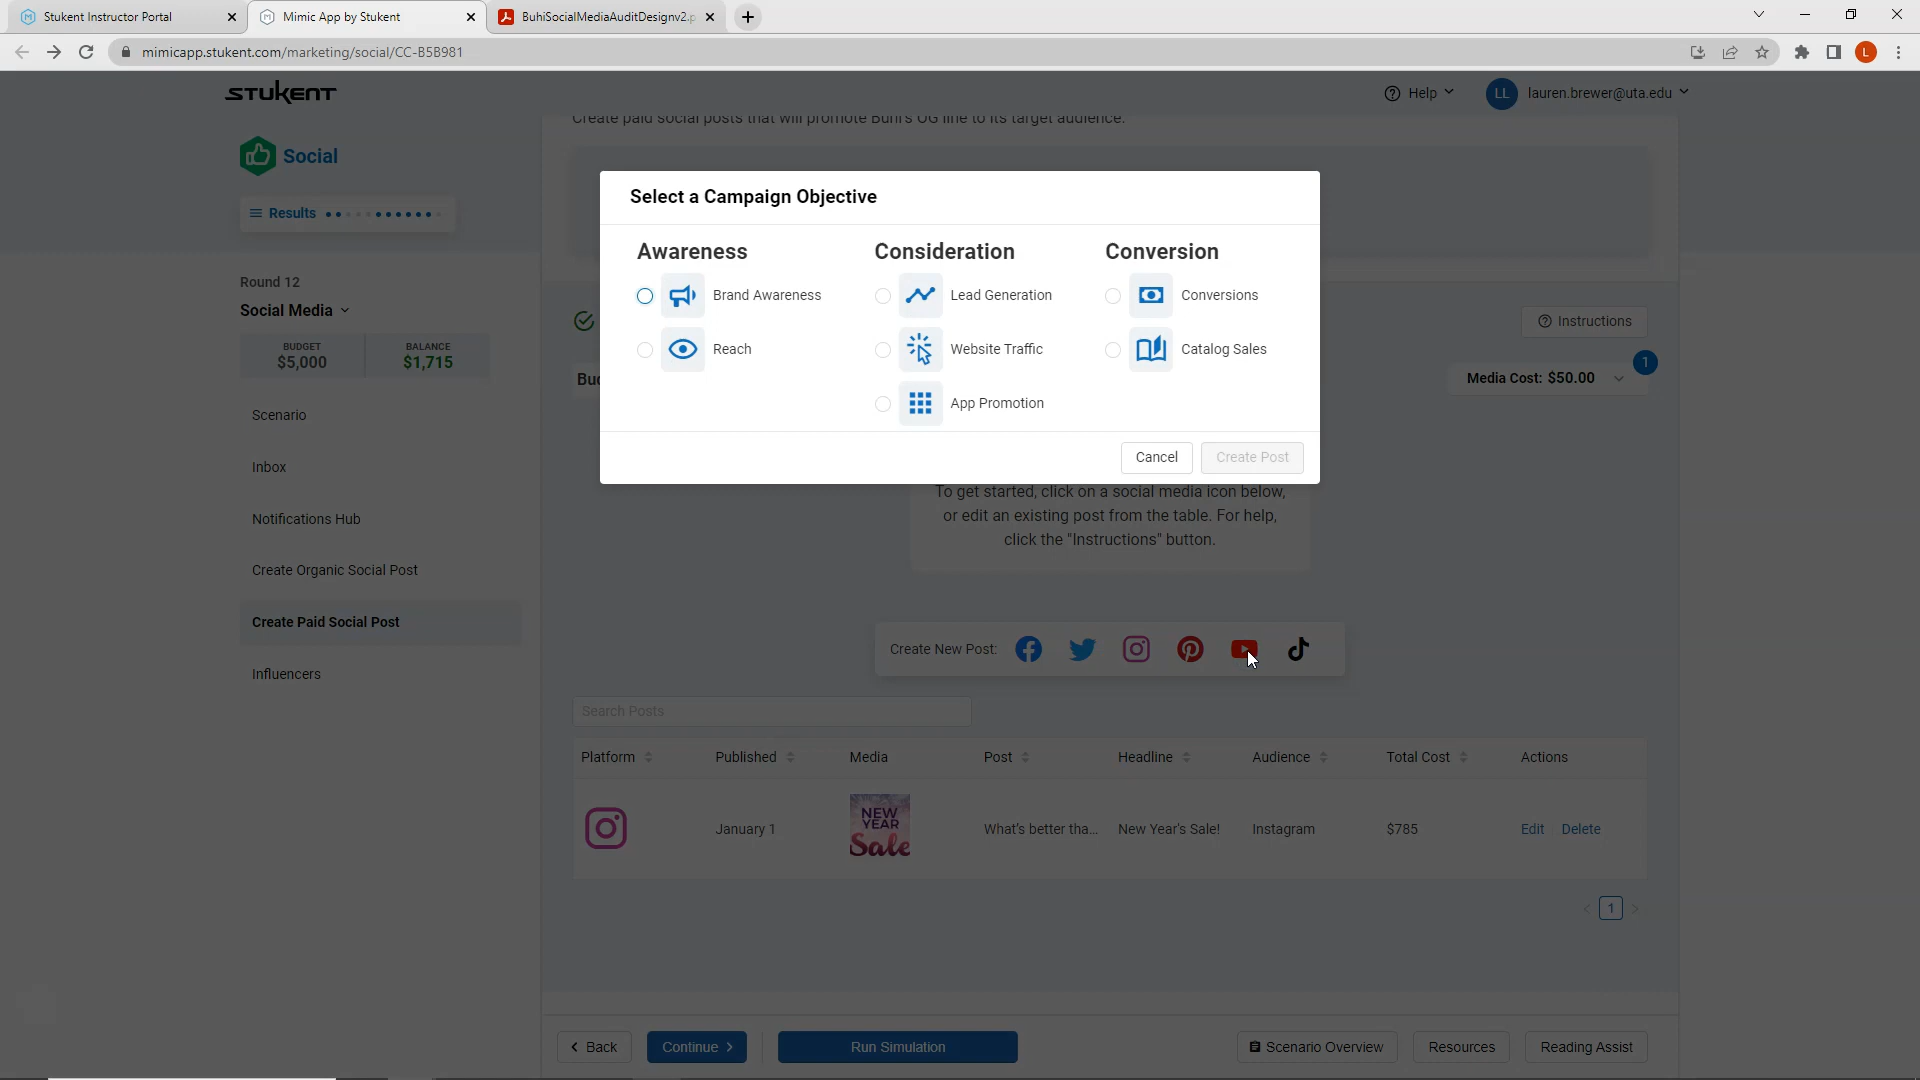 Stukent Instructor Portal
Mimic App by Stukent
BuhiSocialMediaAuditDesignv2.p
mimicapp.stukent.com/marketing/social/CC-B5B981
L
STUKENT
Help
LL
lauren.brewer@uta.edu
Create paid social posts that will promote Buhi's OG line to its target audience.
Social
Results
Select a Campaign Objective
Awareness
Consideration
Conversion
Brand Awareness
Lead Generation
Conversions
Reach
Website Traffic
Catalog Sales
App Promotion
Cancel
Create Post
Round 12
Social Media
BUDGET
$5,000
BALANCE
$1,715
Instructions
1
Media Cost: $50.00
Scenario
Inbox
Notifications Hub
Create Organic Social Post
Create Paid Social Post
Influencers
To get started, click on a social media icon below,
or edit an existing post from the table. For help,
click the "Instructions" button.
Create New Post:
Search Posts
Platform
Published
Media
Post
Headline
Audience
Total Cost
Actions
January 1
NEW
YEAR
Sale
What's better tha...
New Year's Sale!
Instagram
$785
Edit
Delete
1
Back
Continue
Run Simulation
Scenario Overview
Resources
Reading Assist